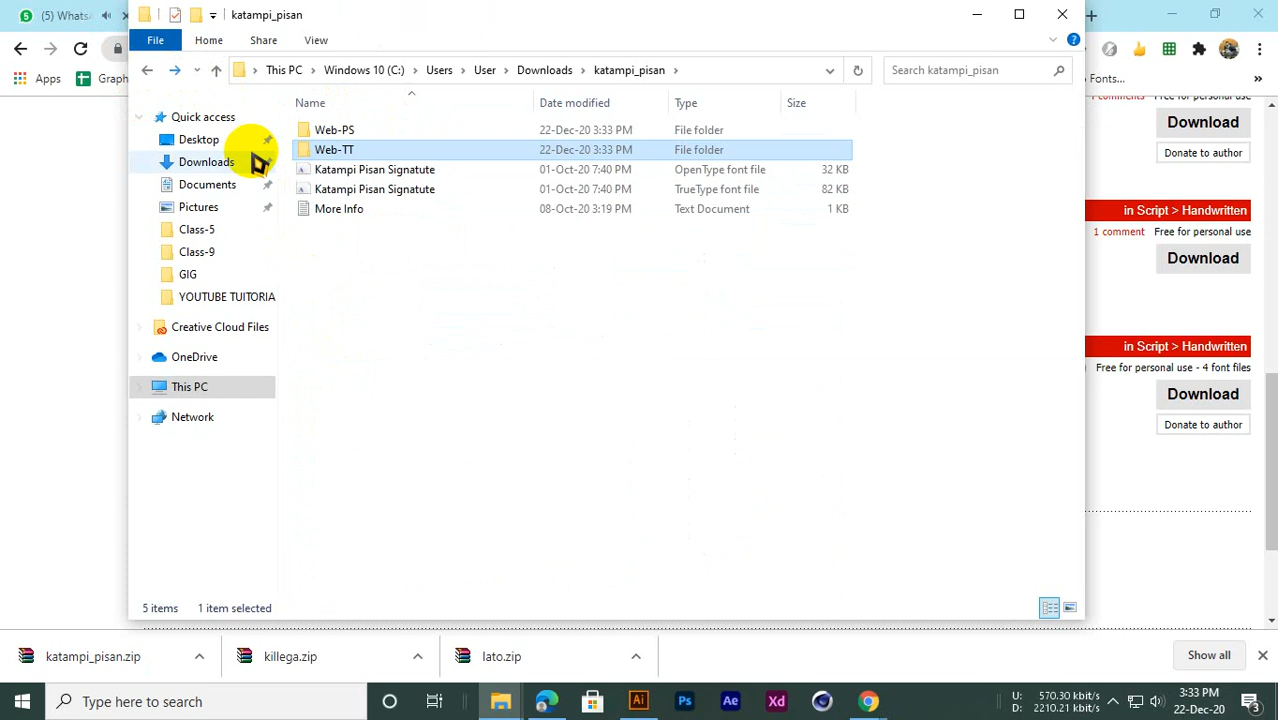 (5) Whats
katampi_pisan
File
Home
Share
View
This PC
Windows 10 (C:)
Users
User
Downloads
katampi_pisan
Search katampi_pisan
Apps
Graph
Fonts...
Name
Date modified
Type
Size
Quick access
Desktop
Downloads
Documents
Pictures
Class-5
Class-9
GIG
YOUTUBE TUITORIA
Creative Cloud Files
OneDrive
This PC
Network
Web-PS 22-Dec-20 3:33 PM File folder
Web-TT 22-Dec-20 3:33 PM File folder
Katampi Pisan Signatute 01-Oct-20 7:40 PM OpenType font file 32 KB
Katampi Pisan Signatute 01-Oct-20 7:40 PM TrueType font file 82 KB
More Info 08-Oct-20 3:19 PM Text Document 1 KB
Free for personal use
Download
Donate to author
in Script > Handwritten
1 comment Free for personal use
Download
in Script > Handwritten
Free for personal use - 4 font files
Download
Donate to author
5 items 1 item selected
katampi_pisan.zip
killega.zip
lato.zip
Show all
Type here to search
Ai
Ps
Ae
Xd
U: 570.30 kbit/s
D: 2210.21 kbit/s
3:33 PM
22-Dec-20
3